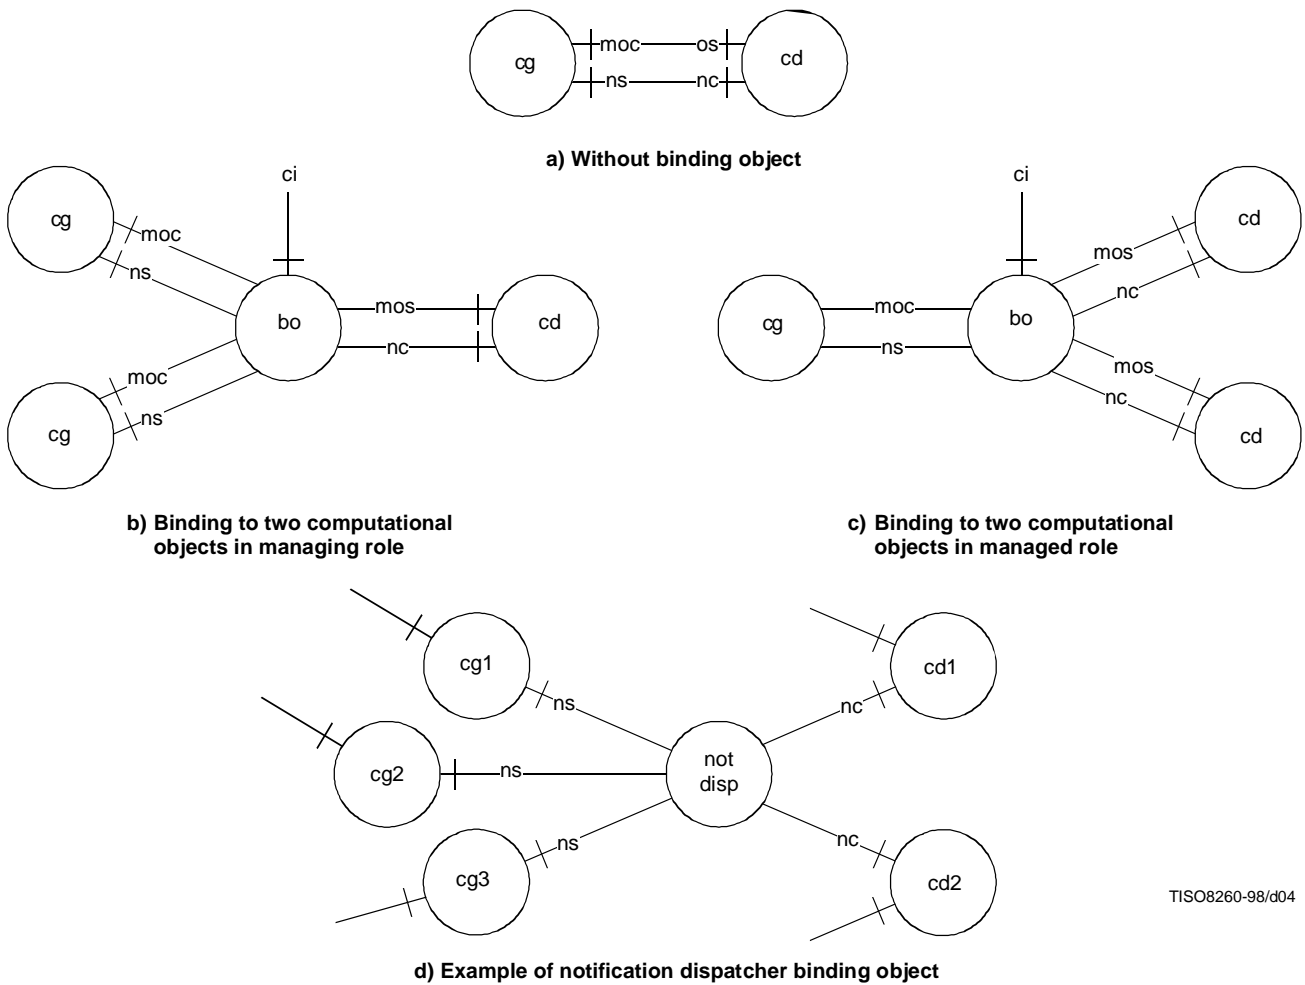 cg
moc
os
ns
nc
cd
a) Without binding object
ci
cg
moc
ns
bo
mos
nc
cd
moc
ns
cg
b) Binding to two computational
objects in managing role
ci
cg
moc
ns
bo
mos
nc
cd
mos
nc
cd
c) Binding to two computational
objects in managed role
cg1
ns
cg2
ns
cg3
ns
not
disp
nc
cd1
nc
cd2
TISO8260-98/d04
d) Example of notification dispatcher binding object